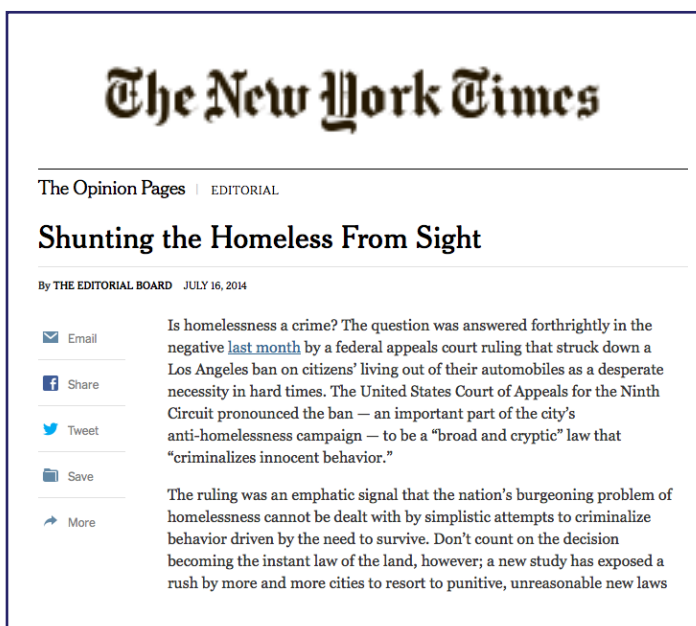 The New York Times
The Opinion Pages | EDITORIAL
Shunting the Homeless From Sight
By THE EDITORIAL BOARD JULY 16, 2014
Email
Share
Tweet
Save
More
Is homelessness a crime? The question was answered forthrightly in the
negative last month by a federal appeals court ruling that struck down a
Los Angeles ban on citizens’ living out of their automobiles as a desperate
necessity in hard times. The United States Court of Appeals for the Ninth
Circuit pronounced the ban — an important part of the city’s
anti-homelessness campaign — to be a “broad and cryptic” law that
“criminalizes innocent behavior.”
The ruling was an emphatic signal that the nation’s burgeoning problem of
homelessness cannot be dealt with by simplistic attempts to criminalize
behavior driven by the need to survive. Don’t count on the decision
becoming the instant law of the land, however; a new study has exposed a
rush by more and more cities to resort to punitive, unreasonable new laws